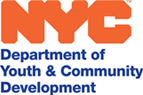 NYC
Department of
Youth & Community
Development